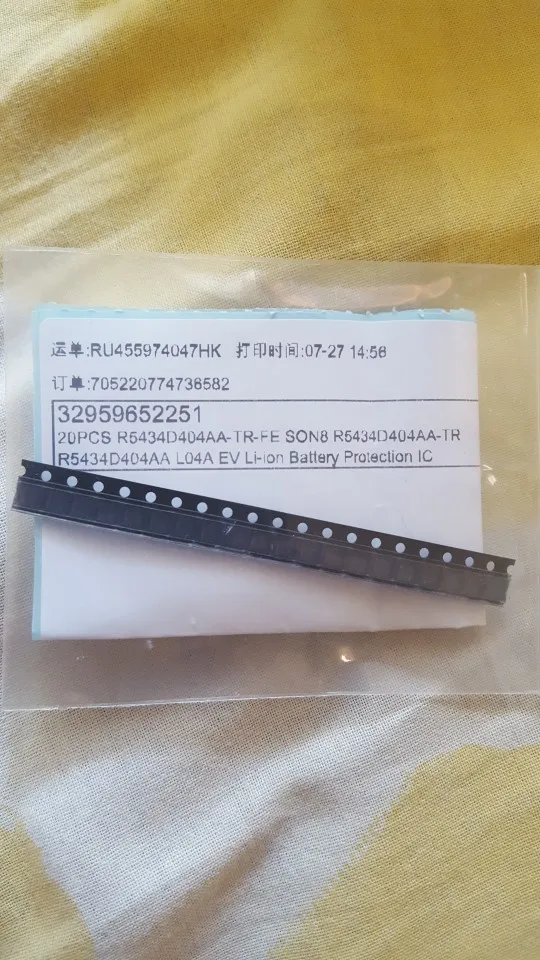 运单:RU455974047HK 打印时间:07-27 14:56
订单:705220774736582
32959652251
20PCS R5434D404AA-TR-FE SON8 R5434D404AA-TR
R5434D404AA L04A EV Li-ion Battery Protection IC